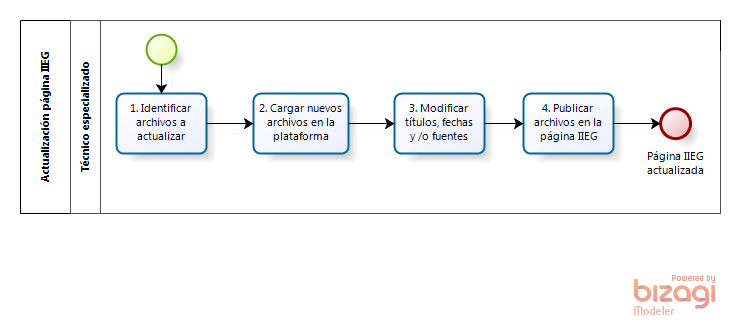 Actualización página IIEG
Técnico especializado
1. Identificar
archivos a
actualizar
2. Cargar nuevos
archivos en la
plataforma
3. Modificar
títulos, fechas
y /o fuentes
4. Publicar
archivos en la
página IIEG
Página IIEG
actualizada
Powered by
bizagi
Modeler